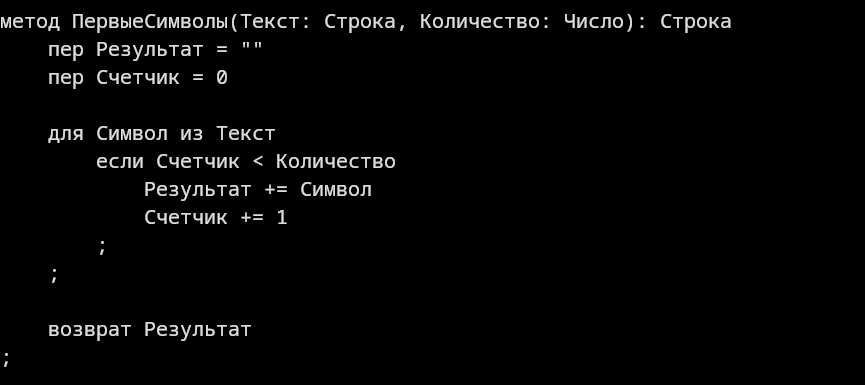 метод ПервыеСимволы(Текст: Строка, Количество: Число): Строка
    пер Результат = ""
    пер Счетчик = 0

    для Символ из Текст
        если Счетчик < Количество
            Результат += Символ
            Счетчик += 1
        ;
    ;

    возврат Результат
;